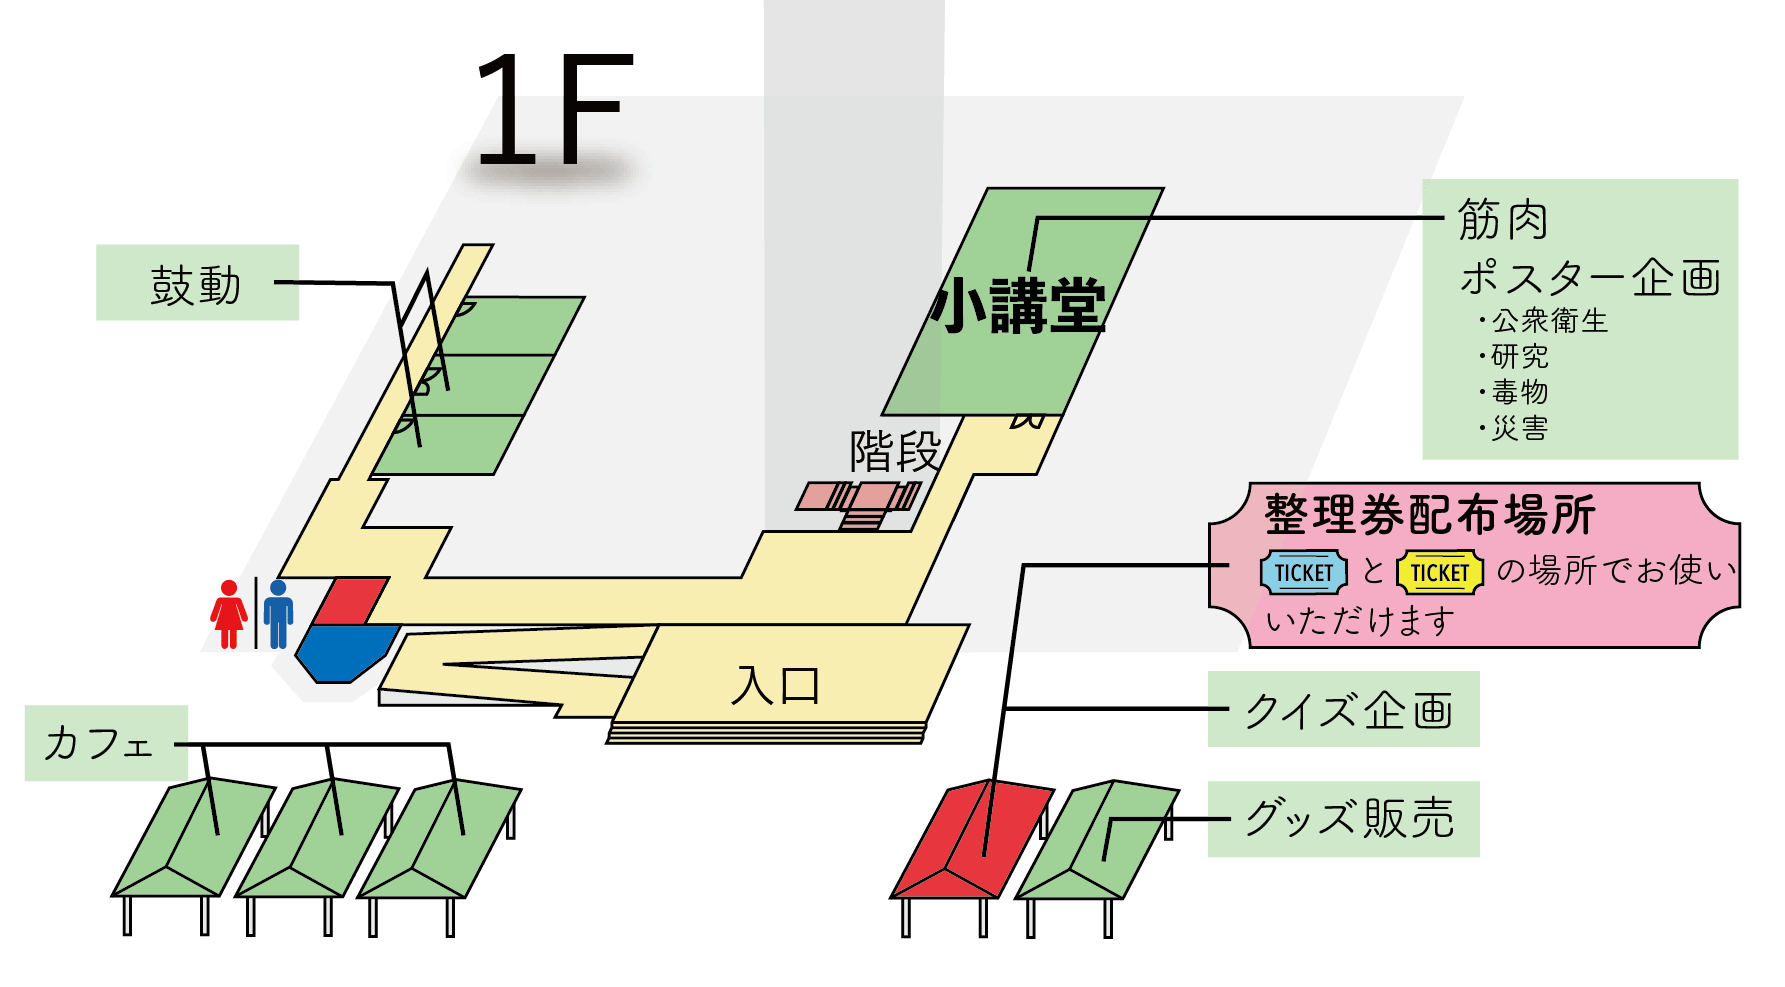 1F
鼓動
筋肉
ポスター企画
・公衆衛生
・研究
・毒物
・災害
小講堂
階段
整理券配布場所
TICKET と TICKET の場所でお使い
いただけます
入口
クイズ企画
カフェ
グッズ販売